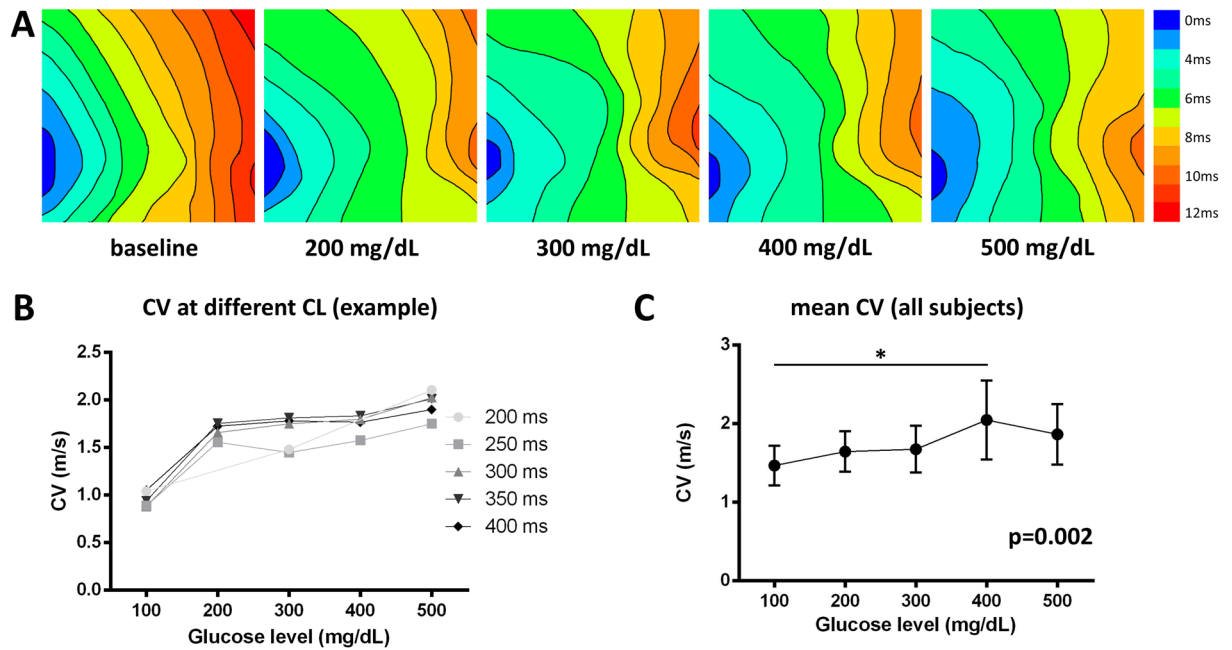 A
0ms
4ms
6ms
8ms
10ms
12ms
baseline
200 mg/dL
300 mg/dL
400 mg/dL
500 mg/dL
B
CV at different CL (example)
2.5
2.0
1.5
1.0
0.5
0.0
CV (m/s)
100 200 300 400 500
Glucose level (mg/dL)
200 ms
250 ms
300 ms
350 ms
400 ms
C
mean CV (all subjects)
3
2
1
0
CV (m/s)
*
p=0.002
100 200 300 400 500
Glucose level (mg/dL)